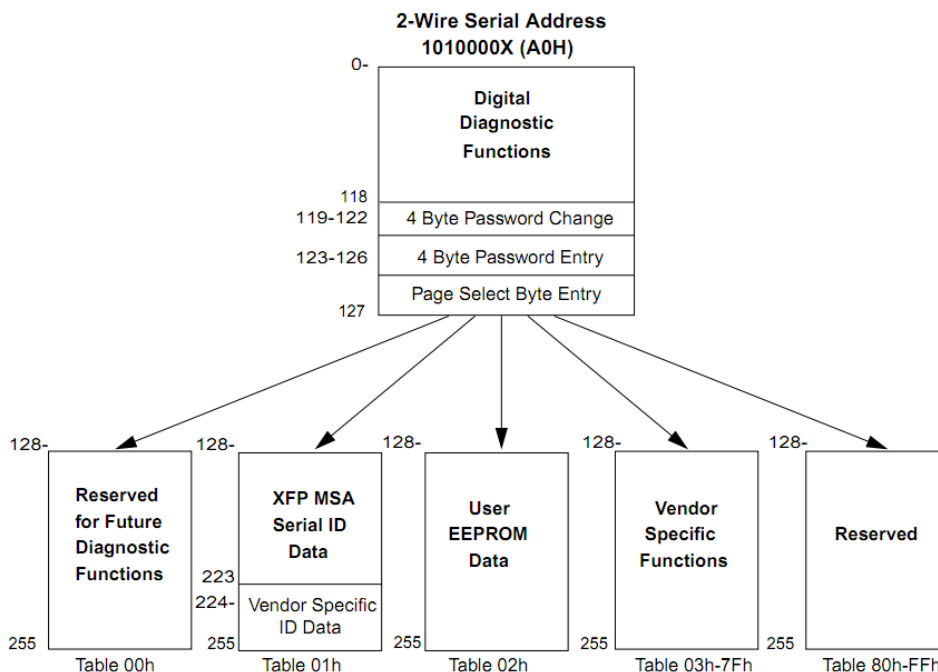 2-Wire Serial Address
1010000X (A0H)
0-
Digital
Diagnostic
Functions
118
119-122
4 Byte Password Change
123-126
4 Byte Password Entry
Page Select Byte Entry
127
128-
Reserved
for Future
Diagnostic
Functions
255
Table 00h
128-
XFP MSA
Serial ID
Data
223
224-
Vendor Specific
ID Data
255
Table 01h
128-
User
EEPROM
Data
255
Table 02h
128-
Vendor
Specific
Functions
255
Table 03h-7Fh
128-
Reserved
255
Table 80h-FFh